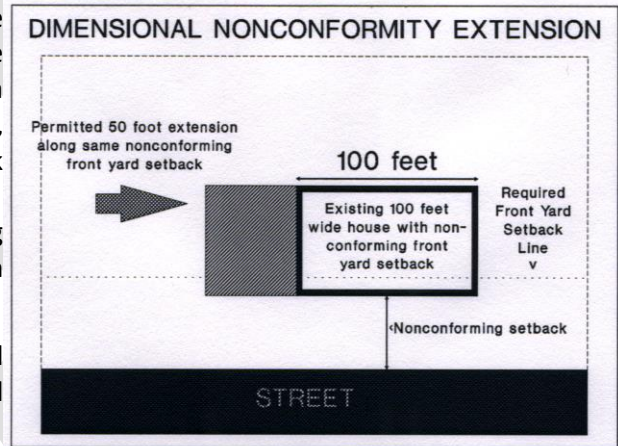 DIMENSIONAL NONCONFORMITY EXTENSION
Permitted 50 foot extension
along same nonconforming
front yard setback
100 feet
Existing 100 feet
wide house with non-
conforming front
yard setback
Required
Front Yard
Setback
Line
v
<Nonconforming setback
STREET